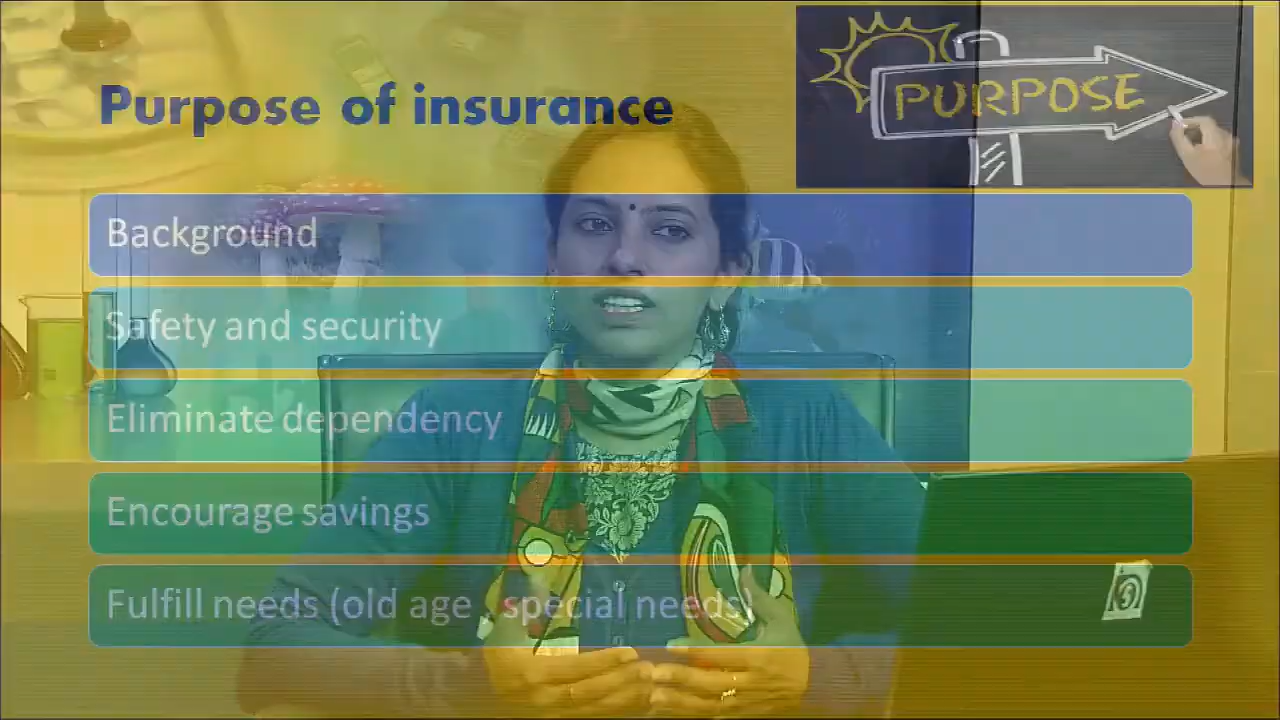 Purpose of insurance
PURPOSE
Background
Safety and security
Eliminate dependency
Encourage savings
Fulfill needs (old age , special needs)